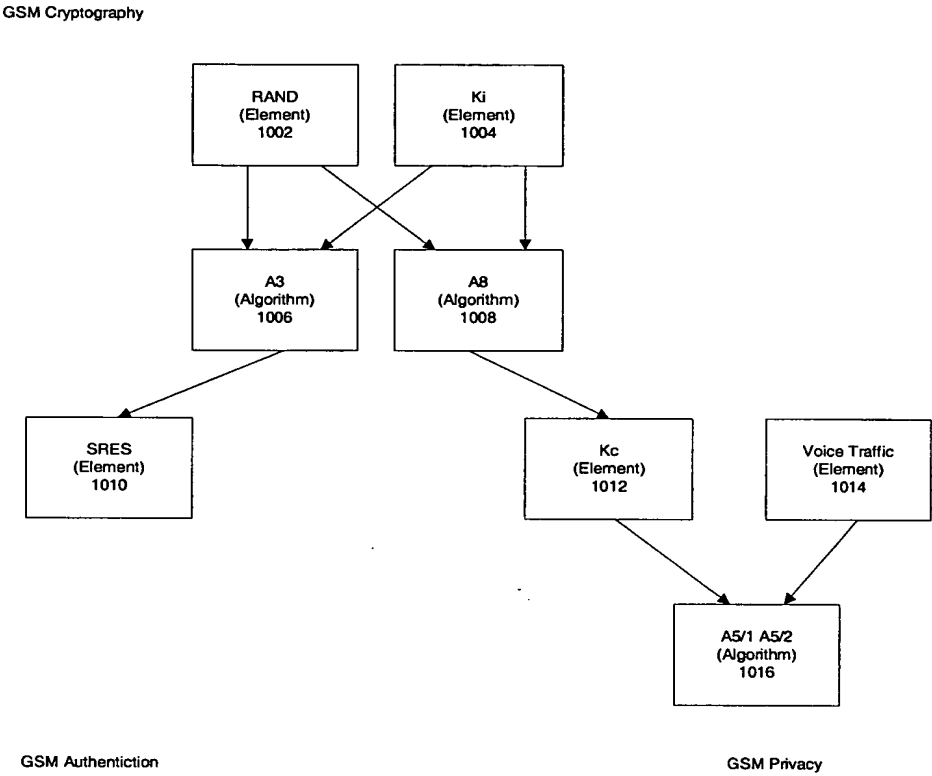 GSM Cryptography
RAND
(Element)
1002
Ki
(Element)
1004
A3
(Algorithm)
1006
A8
(Algorithm)
1008
SRES
(Element)
1010
Kc
(Element)
1012
Voice Traffic
(Element)
1014
A5/1 A5/2
(Algorithm)
1016
GSM Authentiction
GSM Privacy